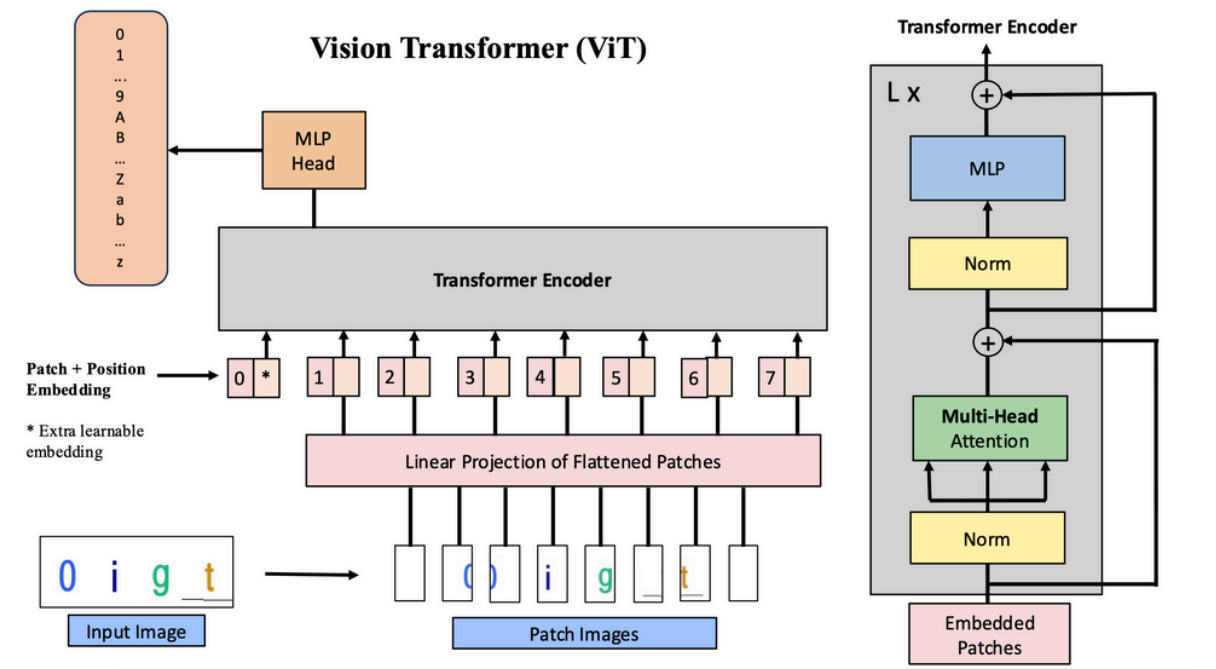 Vision Transformer (ViT)
0
1
...
9
A
B
...
Z
a
b
...
z
MLP
Head
Transformer Encoder
Patch + Position
Embedding
* Extra learnable
embedding
0 *
1
2
3
4
5
6
7
Linear Projection of Flattened Patches
0 i g t
Input Image
0 0 i g t
Patch Images
Transformer Encoder
L x
+
MLP
Norm
+
Multi-Head
Attention
Norm
Embedded
Patches